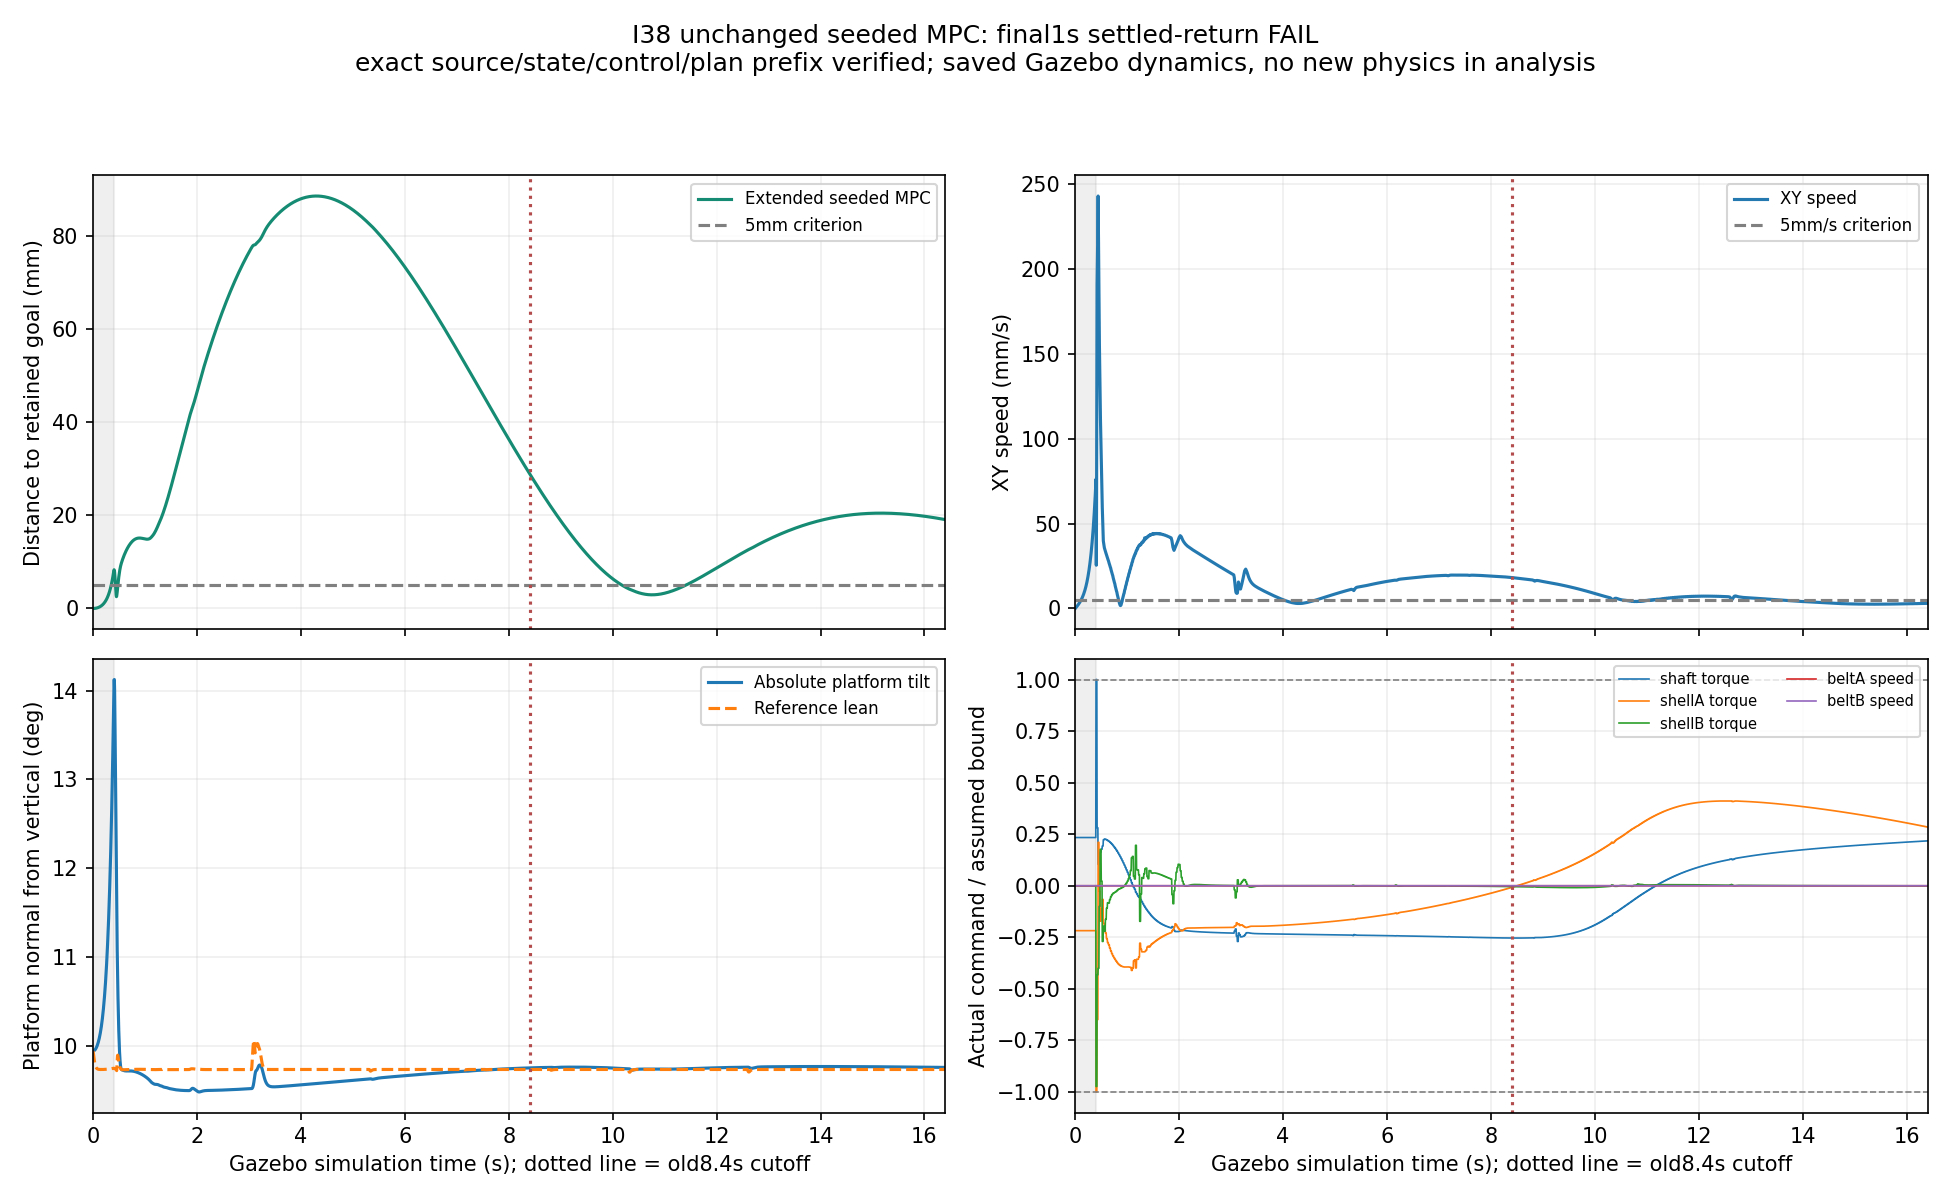 I38 unchanged seeded MPC: final1s settled-return FAIL
exact source/state/control/plan prefix verified; saved Gazebo dynamics, no new physics in analysis
Distance to retained goal (mm)
80
60
40
20
0
Extended seeded MPC
5mm criterion
XY speed (mm/s)
250
200
150
100
50
0
XY speed
5mm/s criterion
Platform normal from vertical (deg)
14
13
12
11
10
Absolute platform tilt
Reference lean
0 2 4 6 8 10 12 14 16
Gazebo simulation time (s); dotted line = old8.4s cutoff
Actual command / assumed bound
1.00
0.75
0.50
0.25
0.00
−0.25
−0.50
−0.75
−1.00
shaft torque
shellA torque
shellB torque
beltA speed
beltB speed
0 2 4 6 8 10 12 14 16
Gazebo simulation time (s); dotted line = old8.4s cutoff